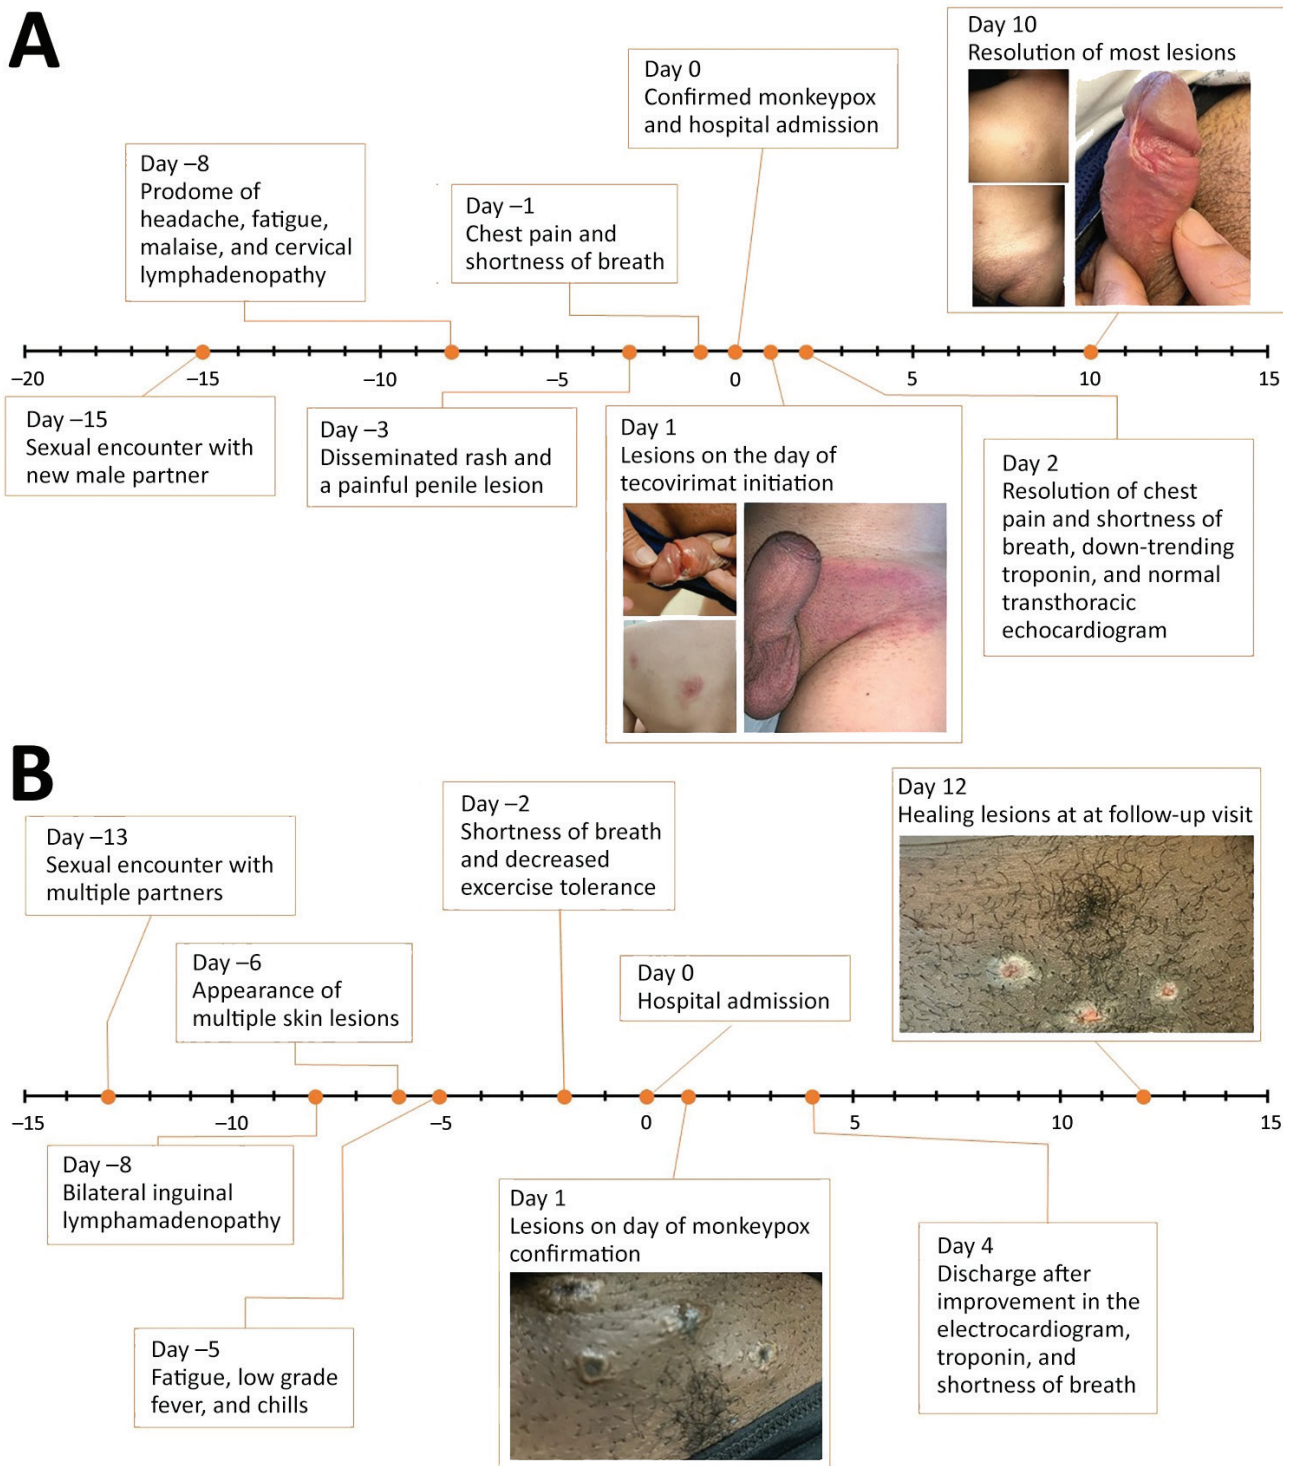 A
Day 10
Resolution of most lesions
Day 0
Confirmed monkeypox
and hospital admission
Day –8
Prodome of
headache, fatigue,
malaise, and cervical
lymphadenopathy
Day –1
Chest pain and
shortness of breath
–20
–15
–10
–5
0
5
10
15
Day –15
Sexual encounter with
new male partner
Day –3
Disseminated rash and
a painful penile lesion
Day 1
Lesions on the day of
tecovirimat initiation
Day 2
Resolution of chest
pain and shortness of
breath, down-trending
troponin, and normal
transthoracic
echocardiogram
B
Day –13
Sexual encounter with
multiple partners
Day –6
Appearance of
multiple skin lesions
Day –2
Shortness of breath
and decreased
excercise tolerance
Day 0
Hospital admission
Day 12
Healing lesions at at follow-up visit
–15
–10
–5
0
5
10
15
Day –8
Bilateral inguinal
lymphamadenopathy
Day –5
Fatigue, low grade
fever, and chills
Day 1
Lesions on day of monkeypox
confirmation
Day 4
Discharge after
improvement in the
electrocardiogram,
troponin, and
shortness of breath